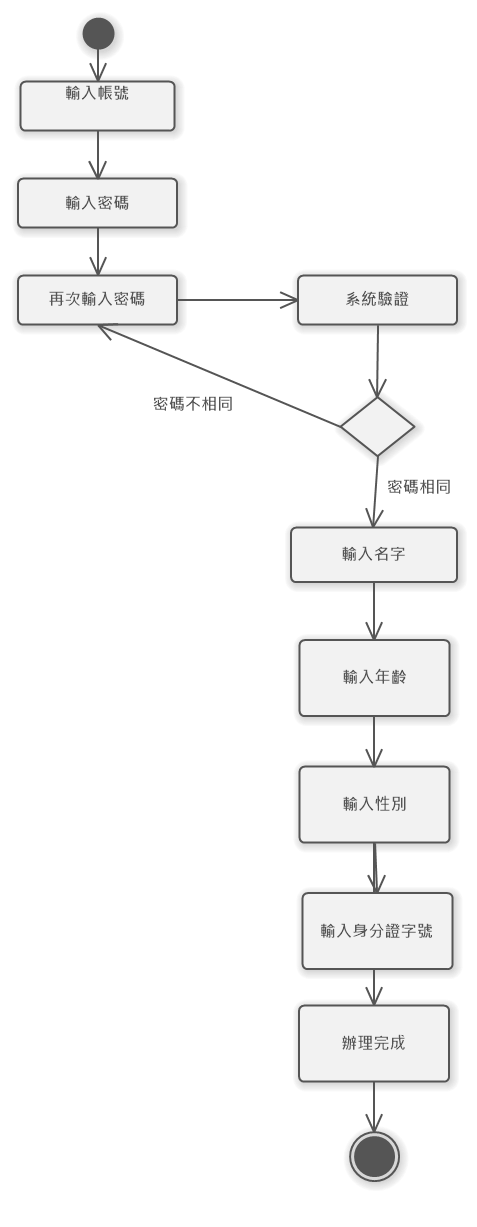 輸入帳號
輸入密碼
再次輸入密碼
系統驗證
密碼不相同
密碼相同
輸入名字
輸入年齡
輸入性別
輸入身分證字號
辦理完成